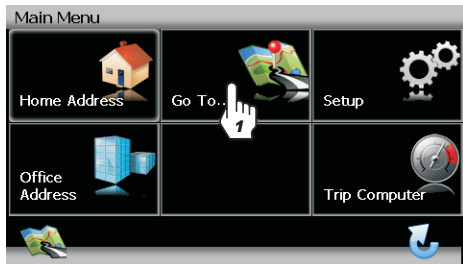 Main Menu
Home Address
Go To..
1
Setup
Office
Address
Trip Computer